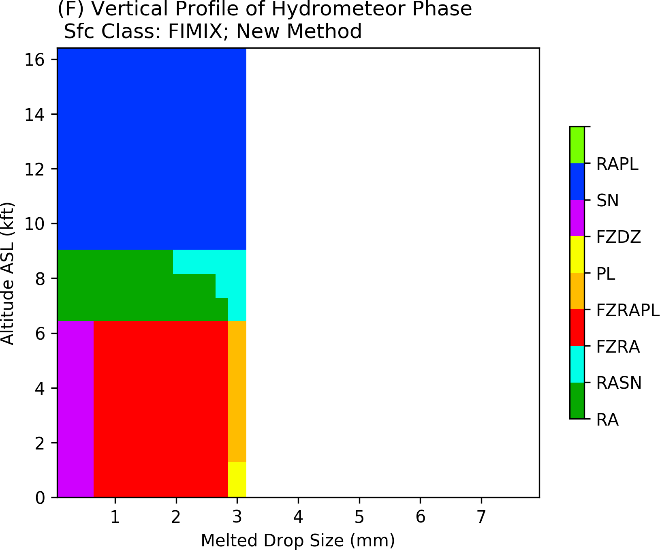 (F) Vertical Profile of Hydrometeor Phase
Sfc Class: FIMIX; New Method
16
14
12
10
8
6
4
2
0
Altitude ASL (kft)
1 2 3 4 5 6 7
Melted Drop Size (mm)
RAPL
SN
FZDZ
PL
FZRAPL
FZRA
RASN
RA